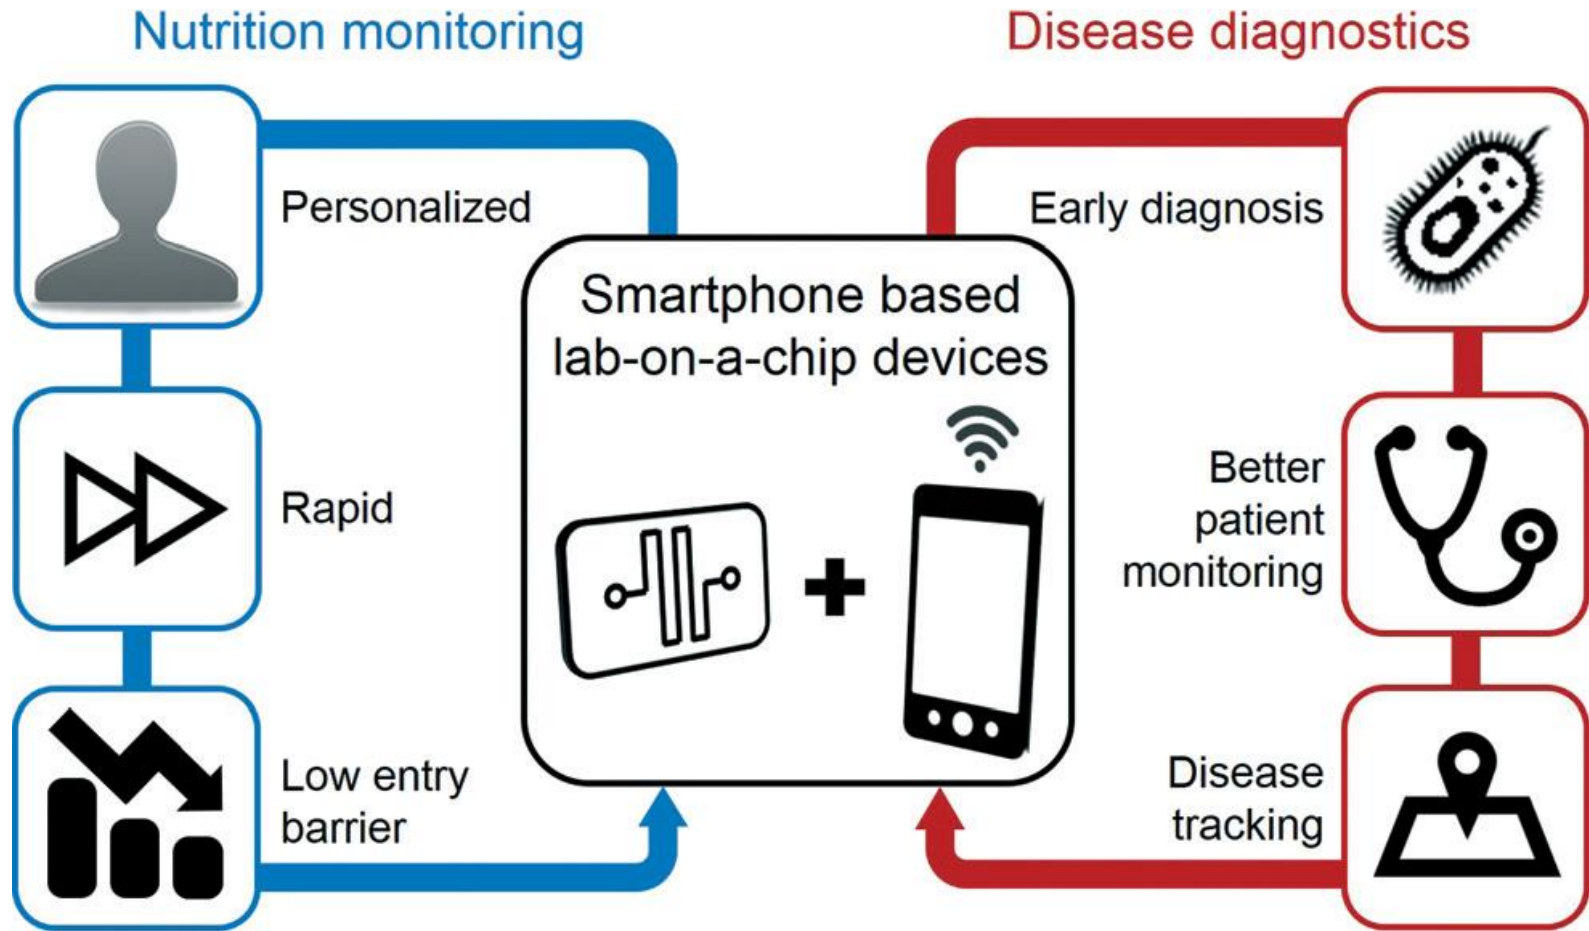 Nutrition monitoring
Disease diagnostics
Personalized
Rapid
Low entry
barrier
Smartphone based
lab-on-a-chip devices
Early diagnosis
Better
patient
monitoring
Disease
tracking